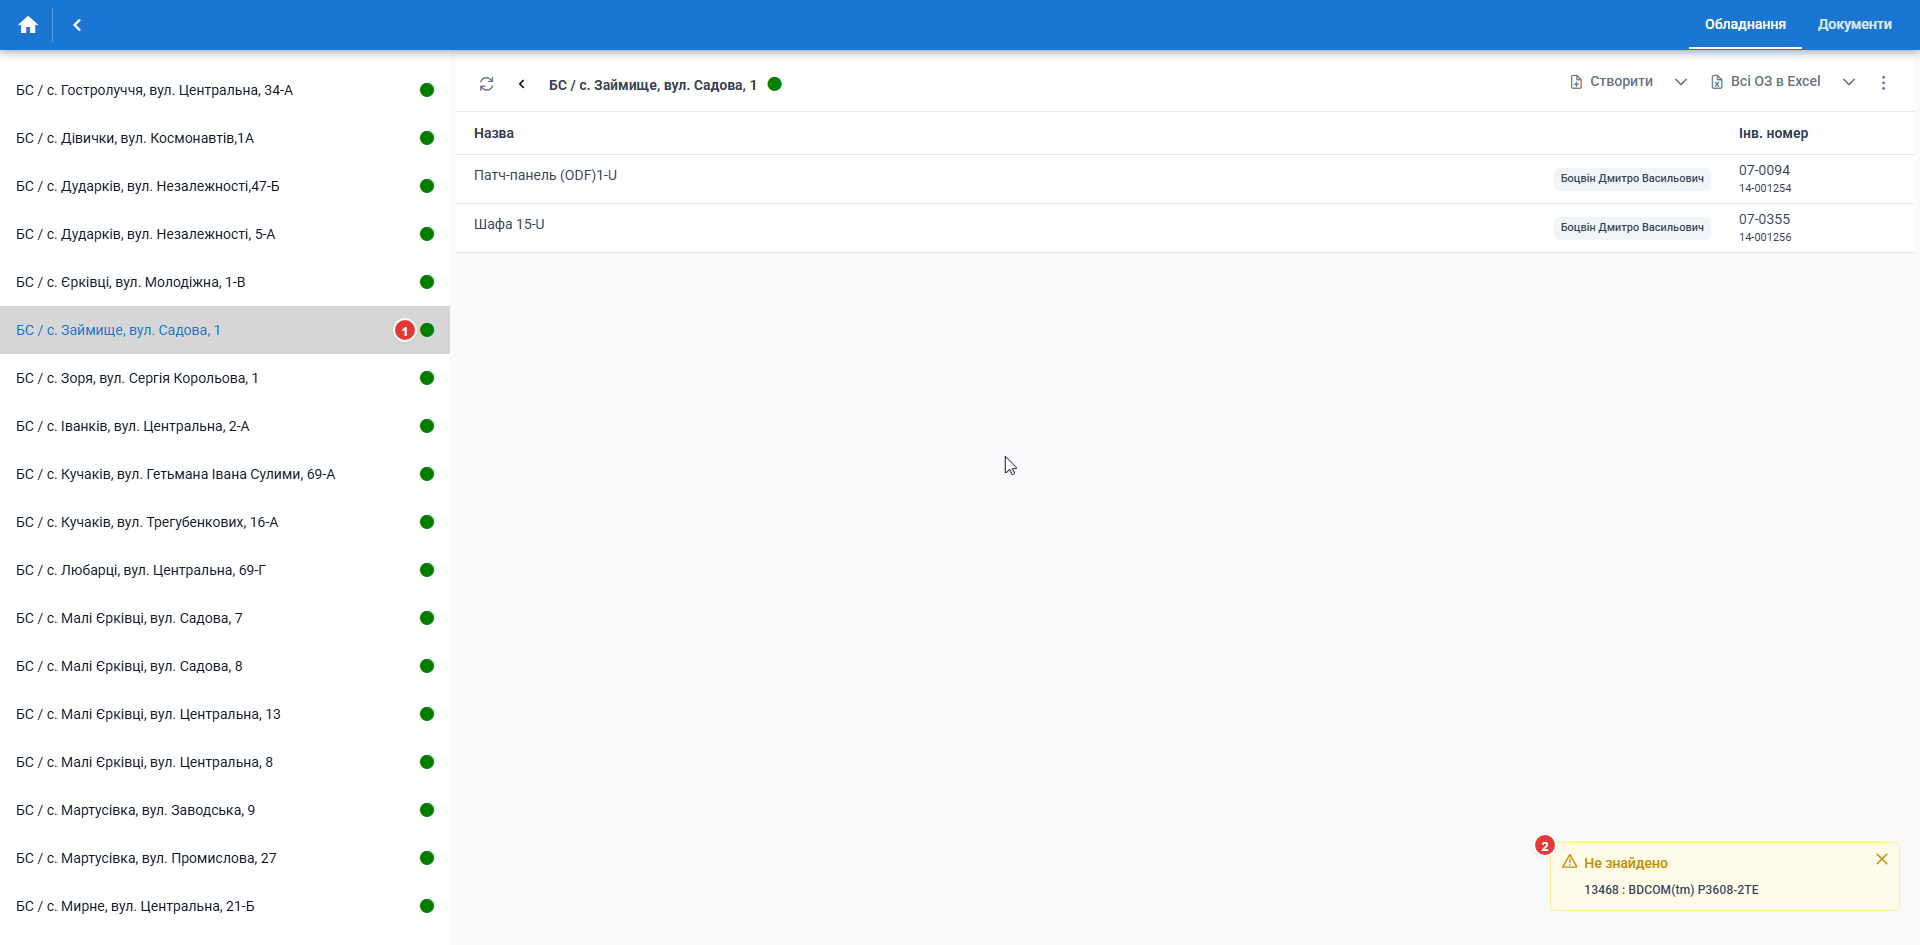 Обладнання
Документи
БС / с. Гостролуччя, вул. Центральна, 34-А
БС / с. Дівички, вул. Космонавтів,1А
БС / с. Дударків, вул. Незалежності,47-Б
БС / с. Дударків, вул. Незалежності, 5-А
БС / с. Єрківці, вул. Молодіжна, 1-В
БС / с. Займище, вул. Садова, 1
1
БС / с. Зоря, вул. Сергія Корольова, 1
БС / с. Іванків, вул. Центральна, 2-А
БС / с. Кучаків, вул. Гетьмана Івана Сулими, 69-А
БС / с. Кучаків, вул. Трегубенкових, 16-А
БС / с. Любарці, вул. Центральна, 69-Г
БС / с. Малі Єрківці, вул. Садова, 7
БС / с. Малі Єрківці, вул. Садова, 8
БС / с. Малі Єрківці, вул. Центральна, 13
БС / с. Малі Єрківці, вул. Центральна, 8
БС / с. Мартусівка, вул. Заводська, 9
БС / с. Мартусівка, вул. Промислова, 27
БС / с. Мирне, вул. Центральна, 21-Б
БС / с. Займище, вул. Садова, 1
Створити
Всі ОЗ в Excel
Назва
Інв. номер
Патч-панель (ODF)1-U
Боцвін Дмитро Васильович
07-0094
14-001254
Шафа 15-U
Боцвін Дмитро Васильович
07-0355
14-001256
2
Не знайдено
13468 : BDCOM(tm) P3608-2TE